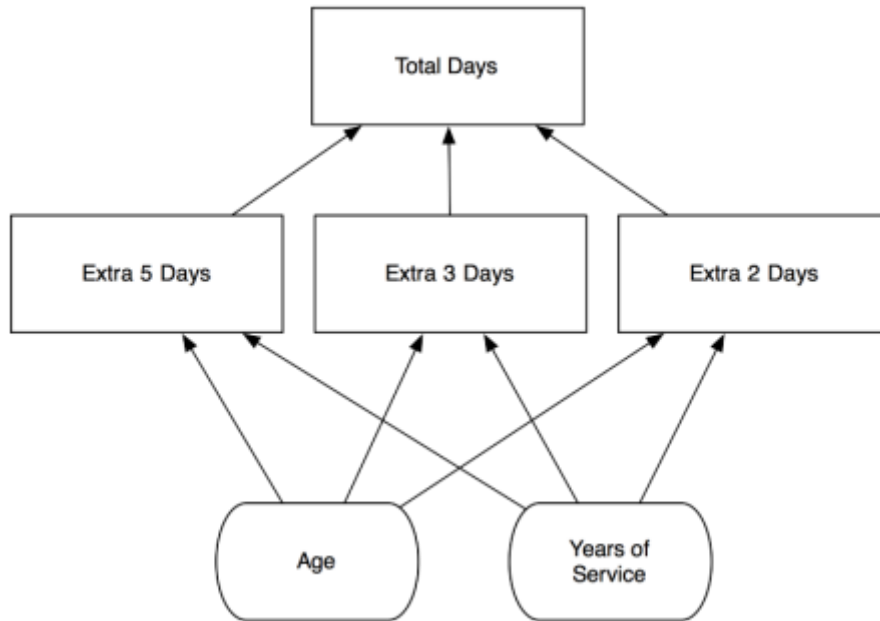 Total Days
Extra 5 Days
Extra 3 Days
Extra 2 Days
Age
Years of
Service